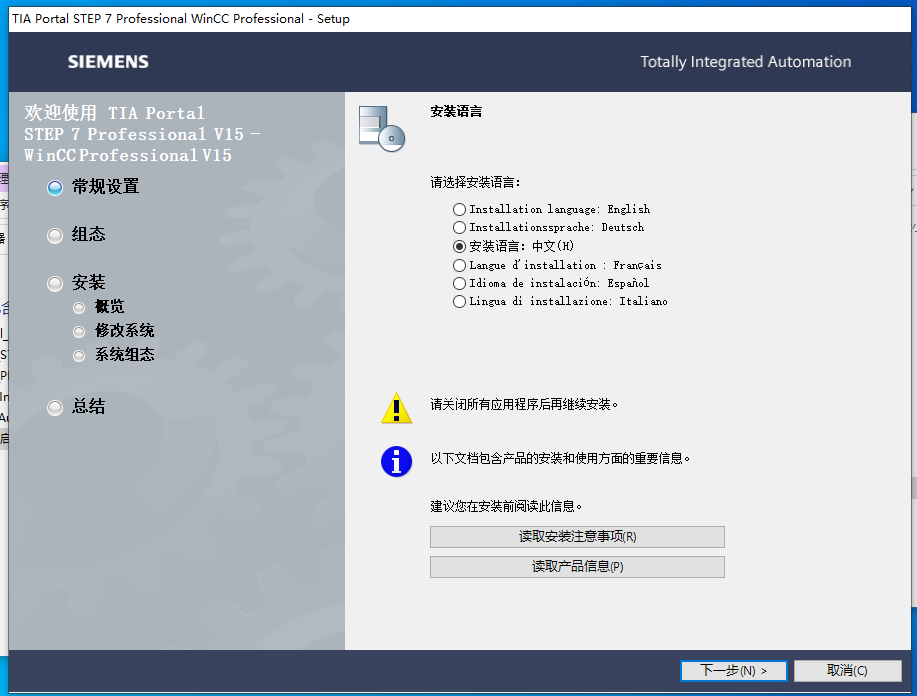 TIA Portal STEP 7 Professional WinCC Professional - Setup
SIEMENS
Totally Integrated Automation
欢迎使用 TIA Portal
STEP 7 Professional V15 -
WinCC Professional V15
常规设置
组态
安装
概览
修改系统
系统组态
总结
安装语言
请选择安装语言:
Installation language: English
Installationssprache: Deutsch
安装语言: 中文(H)
Langue d'installation : Français
Idioma de instalación: Español
Lingua di installazione: Italiano
请关闭所有应用程序后再继续安装。
以下文档包含产品的安装和使用方面的重要信息。
建议您在安装前阅读此信息。
读取安装注意事项(R)
读取产品信息(P)
下一步(N) >
取消(C)